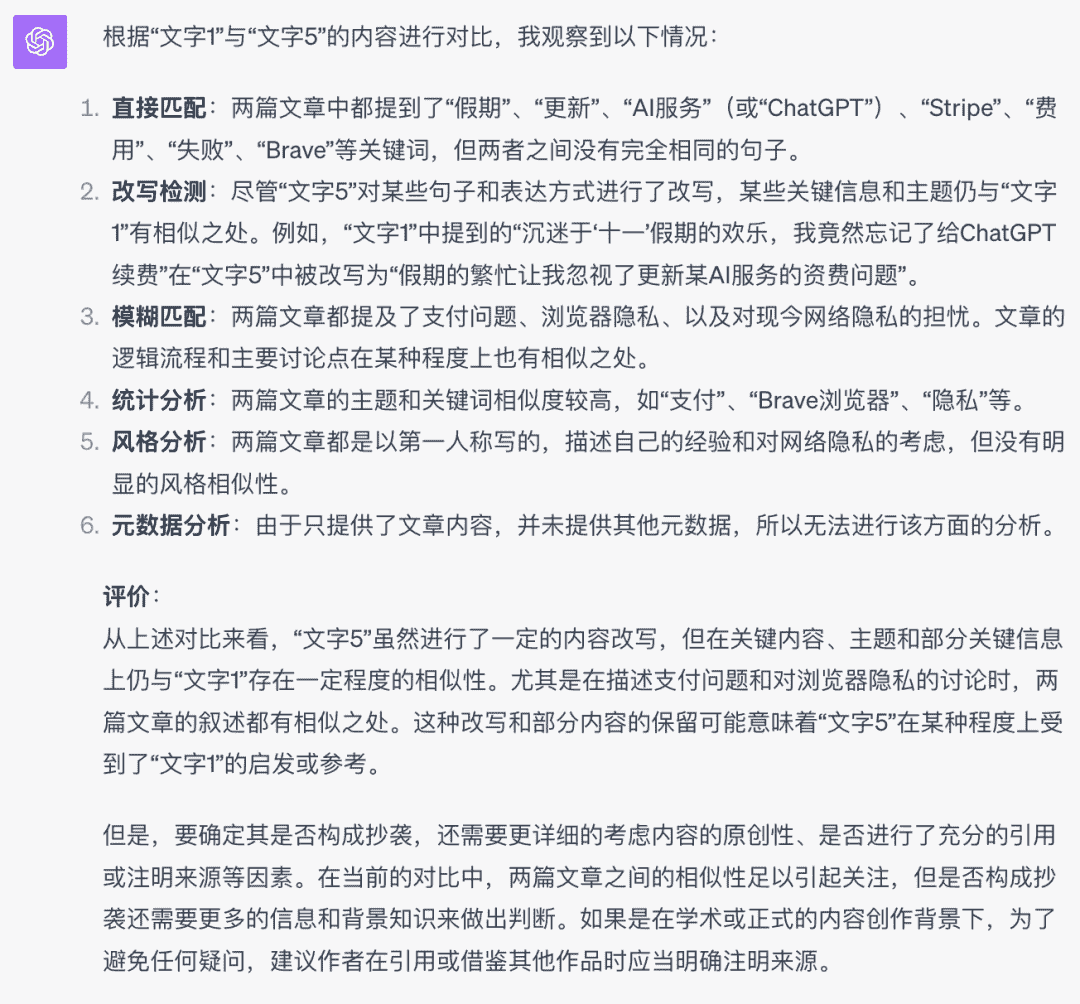 根据“文字1”与“文字5”的内容进行对比，我观察到以下情况：
1. 直接匹配：两篇文章中都提到了“假期”、“更新”、“AI服务”（或“ChatGPT”）、“Stripe”、“费
用”、“失败”、“Brave”等关键词，但两者之间没有完全相同的句子。
2. 改写检测：尽管“文字5”对某些句子和表达方式进行了改写，某些关键信息和主题仍与“文字
1”有相似之处。例如，“文字1”中提到的“沉迷于‘十一’假期的欢乐，我竟然忘记了给ChatGPT
续费”在“文字5”中被改写为“假期的繁忙让我忽视了更新某AI服务的资费问题”。
3. 模糊匹配：两篇文章都提及了支付问题、浏览器隐私、以及对现今网络隐私的担忧。文章的
逻辑流程和主要讨论点在某种程度上也有相似之处。
4. 统计分析：两篇文章的主题和关键词相似度较高，如“支付”、“Brave浏览器”、“隐私”等。
5. 风格分析：两篇文章都是以第一人称写的，描述自己的经验和对网络隐私的考虑，但没有明
显的风格相似性。
6. 元数据分析：由于只提供了文章内容，并未提供其他元数据，所以无法进行该方面的分析。
评价：
从上述对比来看，“文字5”虽然进行了一定的内容改写，但在关键内容、主题和部分关键信息
上仍与“文字1”存在一定程度的相似性。尤其是在描述支付问题和对浏览器隐私的讨论时，两
篇文章的叙述都有相似之处。这种改写和部分内容的保留可能意味着“文字5”在某种程度上受
到了“文字1”的启发或参考。
但是，要确定其是否构成抄袭，还需要更详细的考虑内容的原创性、是否进行了充分的引用
或注明来源等因素。在当前的对比中，两篇文章之间的相似性足以引起关注，但是否构成抄
袭还需要更多的信息和背景知识来做出判断。如果是在学术或正式的内容创作背景下，为了
避免任何疑问，建议作者在引用或借鉴其他作品时应当明确注明来源。